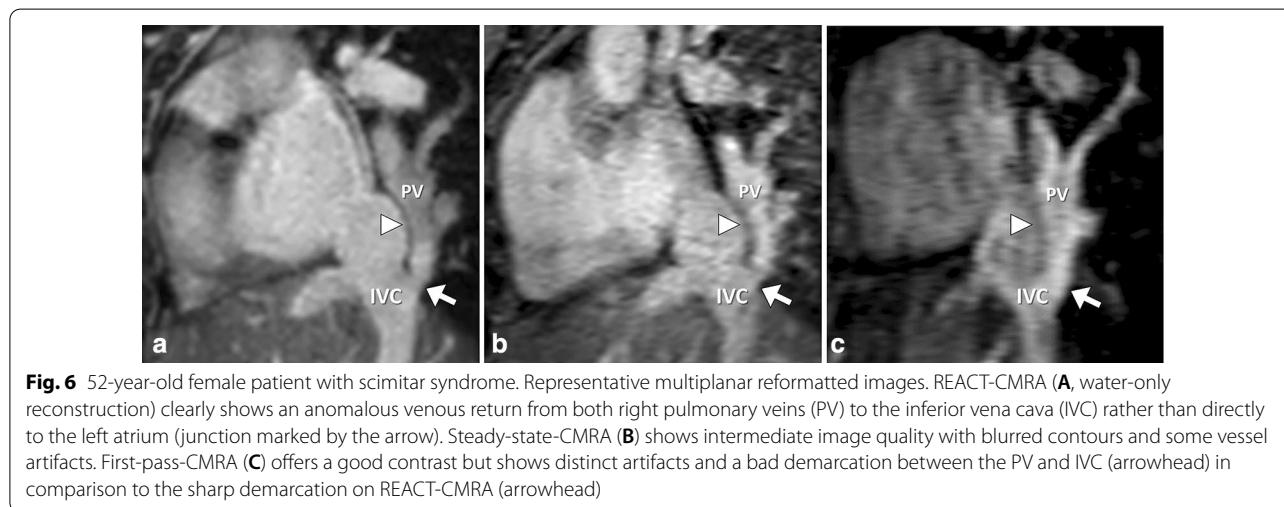 PV PV PV
IVC IVC IVC
a b c
Fig. 6 52-year-old female patient with scimitar syndrome. Representative multiplanar reformatted images. REACT-CMRA (A, water-only
reconstruction) clearly shows an anomalous venous return from both right pulmonary veins (PV) to the inferior vena cava (IVC) rather than directly
to the left atrium (junction marked by the arrow). Steady-state-CMRA (B) shows intermediate image quality with blurred contours and some vessel
artifacts. First-pass-CMRA (C) offers a good contrast but shows distinct artifacts and a bad demarcation between the PV and IVC (arrowhead) in
comparison to the sharp demarcation on REACT-CMRA (arrowhead)